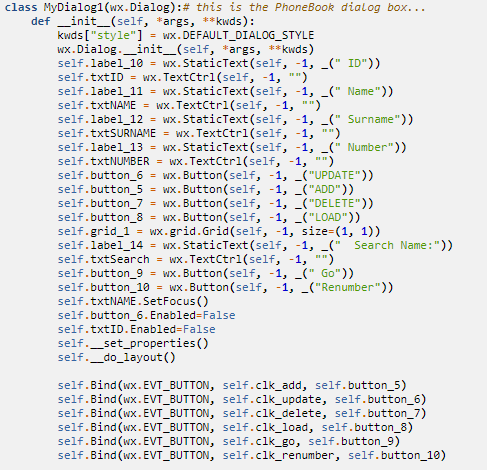 class MyDialog1(wx.Dialog):# this is the PhoneBook dialog box...
    def __init__(self, *args, **kwds):
        kwds["style"] = wx.DEFAULT_DIALOG_STYLE
        wx.Dialog.__init__(self, *args, **kwds)
        self.label_10 = wx.StaticText(self, -1, _(" ID"))
        self.txtID = wx.TextCtrl(self, -1, "")
        self.label_11 = wx.StaticText(self, -1, _(" Name"))
        self.txtNAME = wx.TextCtrl(self, -1, "")
        self.label_12 = wx.StaticText(self, -1, _(" Surname"))
        self.txtSURNAME = wx.TextCtrl(self, -1, "")
        self.label_13 = wx.StaticText(self, -1, _(" Number"))
        self.txtNUMBER = wx.TextCtrl(self, -1, "")
        self.button_6 = wx.Button(self, -1, _("UPDATE"))
        self.button_5 = wx.Button(self, -1, _("ADD"))
        self.button_7 = wx.Button(self, -1, _("DELETE"))
        self.button_8 = wx.Button(self, -1, _("LOAD"))
        self.grid_1 = wx.grid.Grid(self, -1, size=(1, 1))
        self.label_14 = wx.StaticText(self, -1, _("  Search Name:"))
        self.txtSearch = wx.TextCtrl(self, -1, "")
        self.button_9 = wx.Button(self, -1, _(" Go"))
        self.button_10 = wx.Button(self, -1, _("Renumber"))
        self.txtNAME.SetFocus()
        self.button_6.Enabled=False
        self.txtID.Enabled=False
        self.__set_properties()
        self.__do_layout()

        self.Bind(wx.EVT_BUTTON, self.clk_add, self.button_5)
        self.Bind(wx.EVT_BUTTON, self.clk_update, self.button_6)
        self.Bind(wx.EVT_BUTTON, self.clk_delete, self.button_7)
        self.Bind(wx.EVT_BUTTON, self.clk_load, self.button_8)
        self.Bind(wx.EVT_BUTTON, self.clk_go, self.button_9)
        self.Bind(wx.EVT_BUTTON, self.clk_renumber, self.button_10)